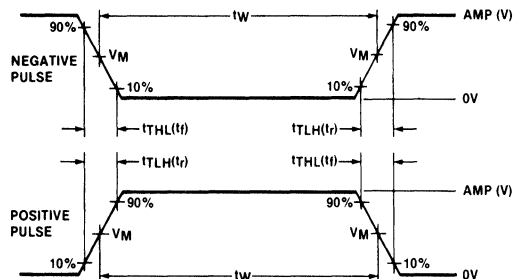 tW
AMP (V)
90%
90%
NEGATIVE
PULSE
VM
VM
10%
10%
0V
tTHL(tf)
tTLH(tr)
tTLH(tr)
tTHL(tf)
AMP (V)
90%
90%
POSITIVE
PULSE
VM
VM
10%
10%
tW
0V